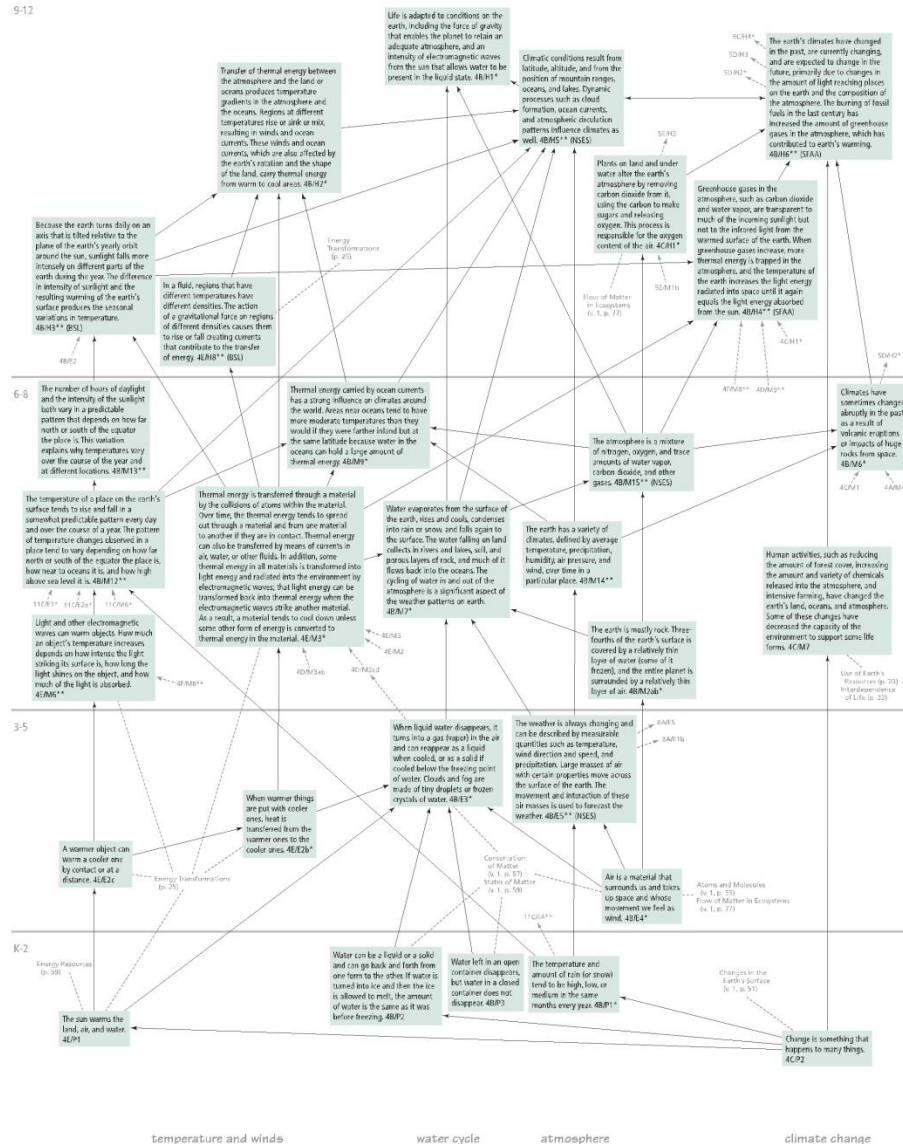 9-12
Life is adapted to conditions on the
earth, including the force of gravity
that enables the planet to retain an
adequate atmosphere, and an
intensity of electromagnetic waves
from the sun that allows water to be
present in the liquid state. 4B/H1*
Transfer of thermal energy between
the atmosphere and the land or
oceans produces temperature
gradients in the atmosphere and
the oceans. Regions at different
temperatures rise or sink or mix,
resulting in winds and ocean
currents. These winds and ocean
currents, which are also affected by
the earth's rotation and the shape
of the land, carry thermal energy
from warm to cool areas. 4B/H2*
Climatic conditions result from
latitude, altitude, and from the
position of mountain ranges,
oceans, and lakes. Dynamic
processes such as cloud
formation, ocean currents,
and atmospheric circulation
patterns influence climates as
well. 4B/H5** (NSES)
5D/H3
The earth's climates have changed
in the past, are currently changing,
and are expected to change in the
future, primarily due to changes in
the amount of light reaching places
on the earth and the composition of
the atmosphere. The burning of fossil
fuels in the last century has
increased the amount of greenhouse
gases in the atmosphere, which has
contributed to earth's warming.
4B/H6** (SFAA)
Plants on land and under
water alter the earth's
atmosphere by removing
carbon dioxide from it,
using the carbon to make
sugars and releasing
oxygen. This process is
responsible for the oxygen
content of the air. 4C/H1*
Greenhouse gases in the
atmosphere, such as carbon dioxide
and water vapor, are transparent to
much of the incoming sunlight but
not to the infrared light from the
warmed surface of the earth. When
greenhouse gases increase, more
thermal energy is trapped in the
atmosphere, and the temperature of
the earth increases the light energy
radiated into space until it again
equals the light energy absorbed
from the sun. 4B/H4** (SFAA)
Because the earth turns daily on an
axis that is tilted relative to the
plane of the earth's yearly orbit
around the sun, sunlight falls more
intensely on different parts of the
earth during the year. The difference
in intensity of sunlight and the
resulting warming of the earth's
surface produces the seasonal
variations in temperature.
4B/H3** (BSL)
Energy
Transformations
(p. 25)
In a fluid, regions that have
different temperatures have
different densities. The action
of a gravitational force on regions
of different densities causes them
to rise or fall creating currents
that contribute to the transfer
of energy. 4E/H8** (BSL)
Flow of Matter
in Ecosystems
(v. 1, p. 77)
5E/M1b
4C/H1*
5D/H2*
6-8
The number of hours of daylight
and the intensity of the sunlight
both vary in a predictable
pattern that depends on how far
north or south of the equator
the place is. This variation
explains why temperatures vary
over the course of the year and
at different locations. 4B/M13**
Thermal energy carried by ocean currents
has a strong influence on climates around
the world. Areas near oceans tend to have
more moderate temperatures than they
would if they were farther inland but at
the same latitude because water in the
oceans can hold a large amount of
thermal energy. 4B/M9*
The atmosphere is a mixture
of nitrogen, oxygen, and trace
amounts of water vapor,
carbon dioxide, and other
gases. 4B/M15** (NSES)
Climates have
sometimes changed
abruptly in the past
as a result of
volcanic eruptions
or impacts of huge
rocks from space.
4B/M6*
The temperature of a place on the earth's
surface tends to rise and fall in a
somewhat predictable pattern every day
and over the course of a year. The pattern
of temperature changes observed in a
place tend to vary depending on how far
north or south of the equator the place is,
how near to oceans it is, and how high
above sea level it is. 4B/M12**
Thermal energy is transferred through a material
by the collisions of atoms within the material.
Over time, the thermal energy tends to spread
out through a material and from one material
to another if they are in contact. Thermal energy
can also be transferred by means of currents in
air, water, or other fluids. In addition, some
thermal energy in all materials is transformed into
light energy and radiated into the environment by
electromagnetic waves; that light energy can be
transformed back into thermal energy when the
electromagnetic waves strike another material.
As a result, a material tends to cool down unless
some other form of energy is converted to
thermal energy in the material. 4E/M3*
Water evaporates from the surface of
the earth, rises and cools, condenses
into rain or snow, and falls again to
the surface. The water falling on land
collects in rivers and lakes, soil, and
porous layers of rock, and much of it
flows back into the oceans. The
cycling of water in and out of the
atmosphere is a significant aspect of
the weather patterns on earth.
4B/M7*
The earth has a variety of
climates, defined by average
temperature, precipitation,
humidity, air pressure, and
wind, over time in a
particular place. 4B/M14**
Human activities, such as reducing
the amount of forest cover, increasing
the amount and variety of chemicals
released into the atmosphere, and
intensive farming, have changed the
earth's land, oceans, and atmosphere.
Some of these changes have
decreased the capacity of the
environment to support some life
forms. 4C/M7
11C/E2a*
11C/M6*
Light and other electromagnetic
waves can warm objects. How much
an object's temperature increases
depends on how intense the light
striking its surface is, how long the
light shines on the object, and how
much of the light is absorbed.
4E/M6**
The earth is mostly rock. Three-
fourths of the earth's surface is
covered by a relatively thin
layer of water (some of it
frozen), and the entire planet is
surrounded by a relatively thin
layer of air. 4B/M2ab*
4D/M3ab
Use of Earth's
Resources (p. 23)
Interdependence
of Life (p. 33)
3-5
When liquid water disappears, it
turns into a gas (vapor) in the air
and can reappear as a liquid
when cooled, or as a solid if
cooled below the freezing point
of water. Clouds and fog are
made of tiny droplets or frozen
crystals of water. 4B/E3*
The weather is always changing and
can be described by measurable
quantities such as temperature,
wind direction and speed, and
precipitation. Large masses of air
with certain properties move across
the surface of the earth. The
movement and interaction of these
air masses is used to forecast the
weather. 4B/E5** (NSES)
When warmer things
are put with cooler
ones, heat is
transferred from the
warmer ones to the
cooler ones. 4E/E2b*
A warmer object can
warm a cooler one
by contact or at a
distance. 4E/E2c
Energy Transformations
(p. 25)
Conservation
of Matter
(v. 1, p. 57)
States of Matter
(v. 1, p. 59)
Air is a material that
surrounds us and takes
up space and whose
movement we feel as
wind. 4B/E4*
Atoms and Molecules
(v. 1, p. 55)
Flow of Matter in Ecosystems
(v. 1, p. 77)
K-2
Energy Resources
(p. 59)
Water can be a liquid or a solid
and can go back and forth from
one form to the other. If water is
turned into ice and then the ice
is allowed to melt, the amount
of water is the same as it was
before freezing. 4B/P2
Water left in an open
container disappears,
but water in a closed
container does not
disappear. 4B/P3
11C/E4**
The temperature and
amount of rain (or snow)
tend to be high, low, or
medium in the same
months every year. 4B/P1*
Changes in the
Earth's Surface
(v. 1, p. 51)
The sun warms the
land, air, and water.
4E/P1
Change is something that
happens to many things.
4C/P2
temperature and winds
water cycle
atmosphere
climate change